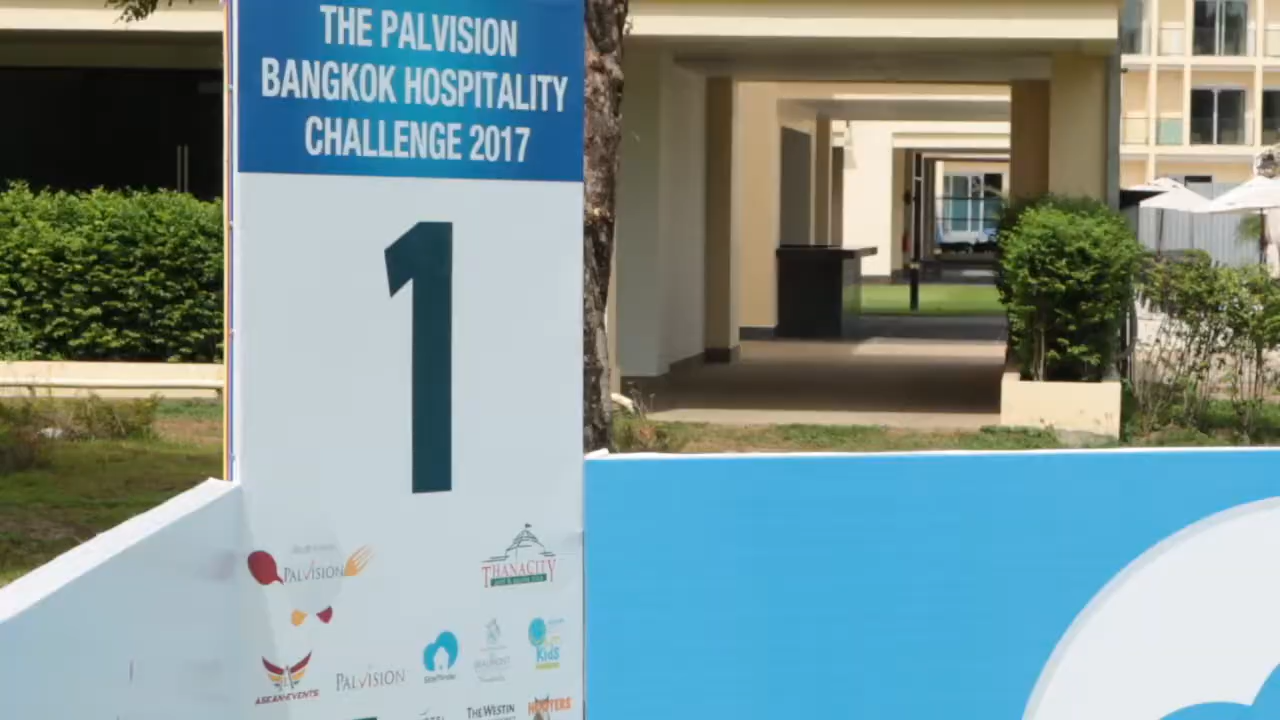 THE PALVISION
BANGKOK HOSPITALITY
CHALLENGE 2017
1
PALVISION
THANACITY
ASEAN EVENTS
PALVISION
KidS
THE WESTIN
HOOTERS